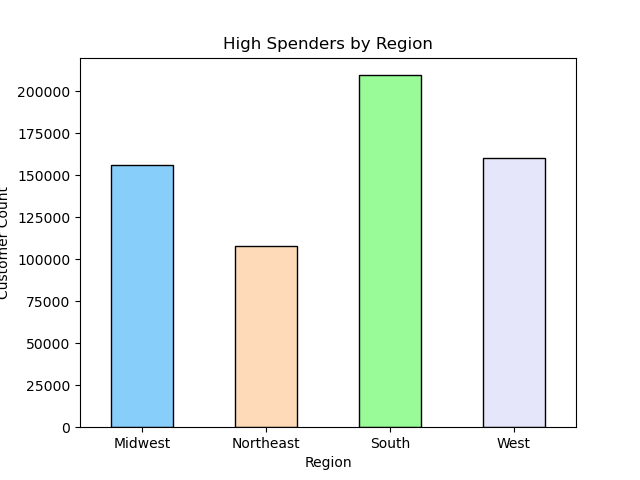 High Spenders by Region
Customer Count
200000
175000
150000
125000
100000
75000
50000
25000
0
Midwest Northeast South West
Region